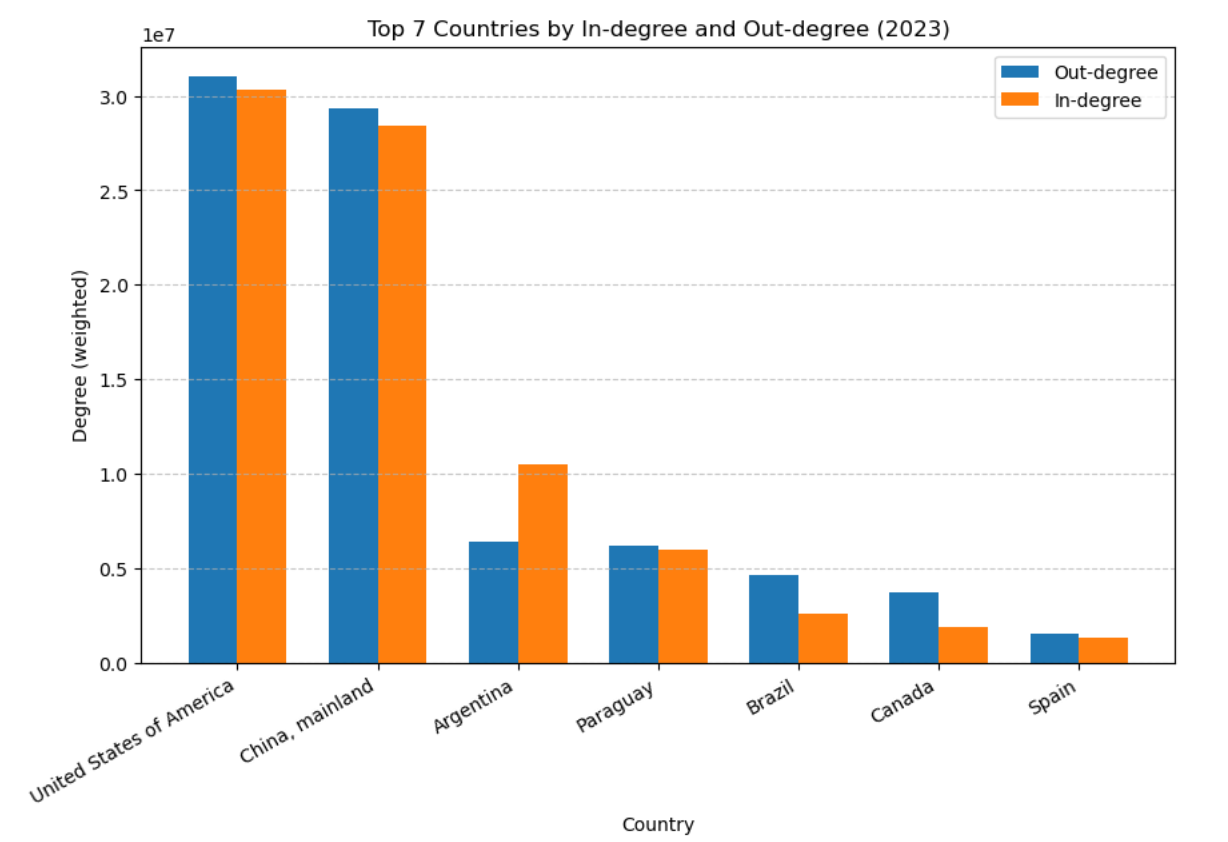 Top 7 Countries by In-degree and Out-degree (2023)
1e7
Out-degree
In-degree
3.0
2.5
2.0
1.5
1.0
0.5
0.0
Degree (weighted)
United States of America
China, mainland
Argentina
Paraguay
Brazil
Canada
Spain
Country